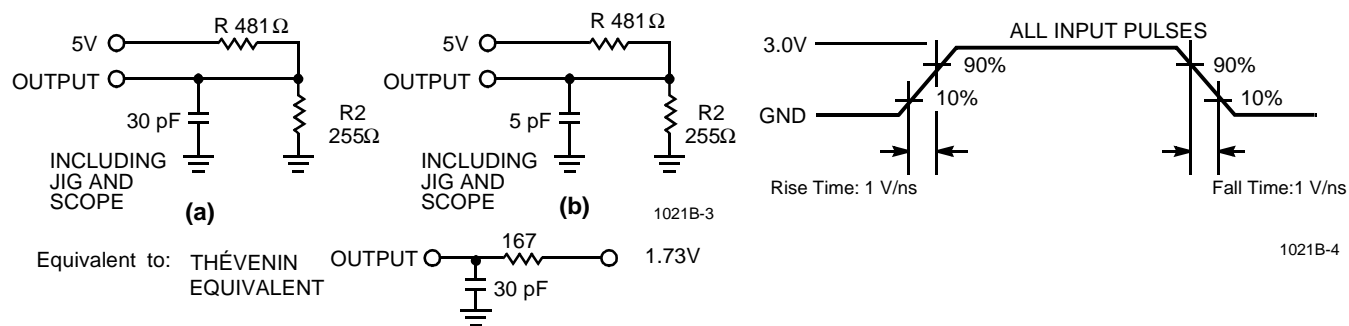 R 481Ω
5V
OUTPUT
30 pF
R2
255Ω
INCLUDING
JIG AND
SCOPE
(a)
R 481Ω
5V
OUTPUT
5 pF
R2
255Ω
INCLUDING
JIG AND
SCOPE
(b)
1021B-3
ALL INPUT PULSES
3.0V
90%
10%
GND
90%
10%
Rise Time: 1 V/ns
Fall Time:1 V/ns
1021B-4
Equivalent to:
THÉVENIN
EQUIVALENT
OUTPUT
167
1.73V
30 pF